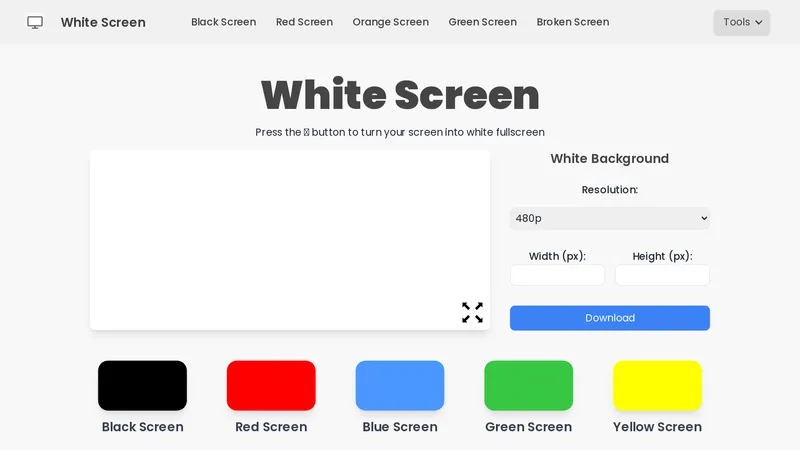 White Screen
Black Screen
Red Screen
Orange Screen
Green Screen
Broken Screen
Tools
White Screen
Press the button to turn your screen into white fullscreen
White Background
Resolution:
480p
Width (px):
Height (px):
Download
Black Screen
Red Screen
Blue Screen
Green Screen
Yellow Screen